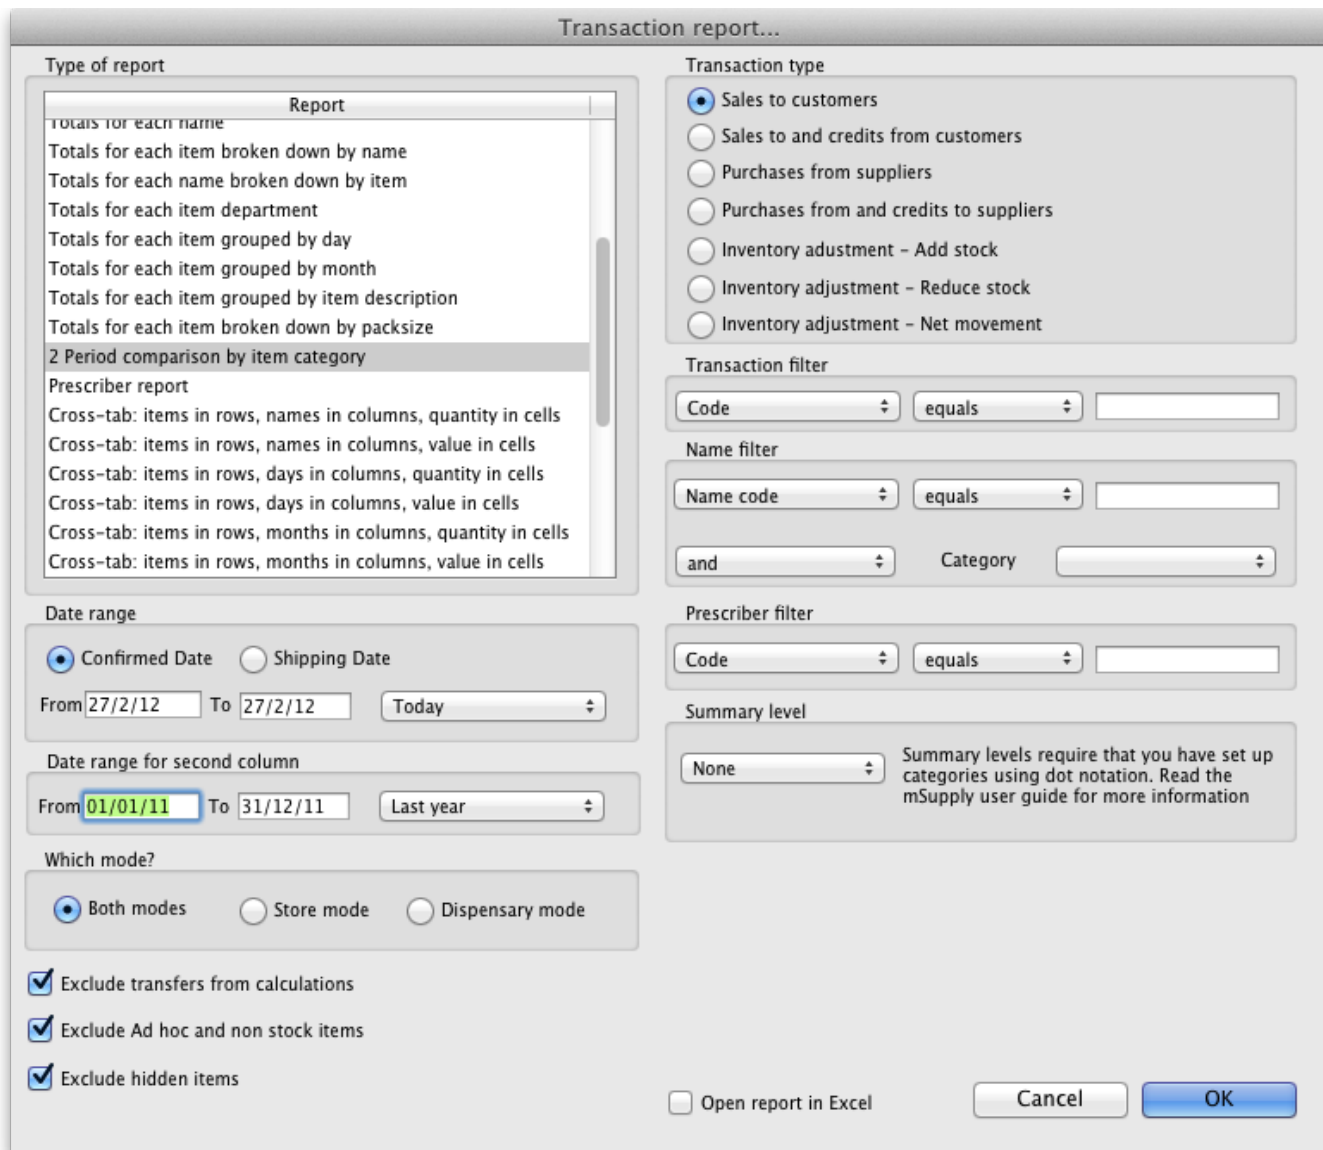 Transaction report...
Type of report
Report
Totals for each name
Totals for each item broken down by name
Totals for each name broken down by item
Totals for each item department
Totals for each item grouped by day
Totals for each item grouped by month
Totals for each item grouped by item description
Totals for each item broken down by packsize
2 Period comparison by item category
Prescriber report
Cross-tab: items in rows, names in columns, quantity in cells
Cross-tab: items in rows, names in columns, value in cells
Cross-tab: items in rows, days in columns, quantity in cells
Cross-tab: items in rows, days in columns, value in cells
Cross-tab: items in rows, months in columns, quantity in cells
Cross-tab: items in rows, months in columns, value in cells
Date range
Confirmed Date Shipping Date
From 27/2/12 To 27/2/12 Today
Date range for second column
From 01/01/11 To 31/12/11 Last year
Which mode?
Both modes Store mode Dispensary mode
Exclude transfers from calculations
Exclude Ad hoc and non stock items
Exclude hidden items
Transaction type
Sales to customers
Sales to and credits from customers
Purchases from suppliers
Purchases from and credits to suppliers
Inventory adustment - Add stock
Inventory adjustment - Reduce stock
Inventory adjustment - Net movement
Transaction filter
Code equals
Name filter
Name code equals
and Category
Prescriber filter
Code equals
Summary level
None
Summary levels require that you have set up
categories using dot notation. Read the
mSupply user guide for more information
Open report in Excel Cancel OK